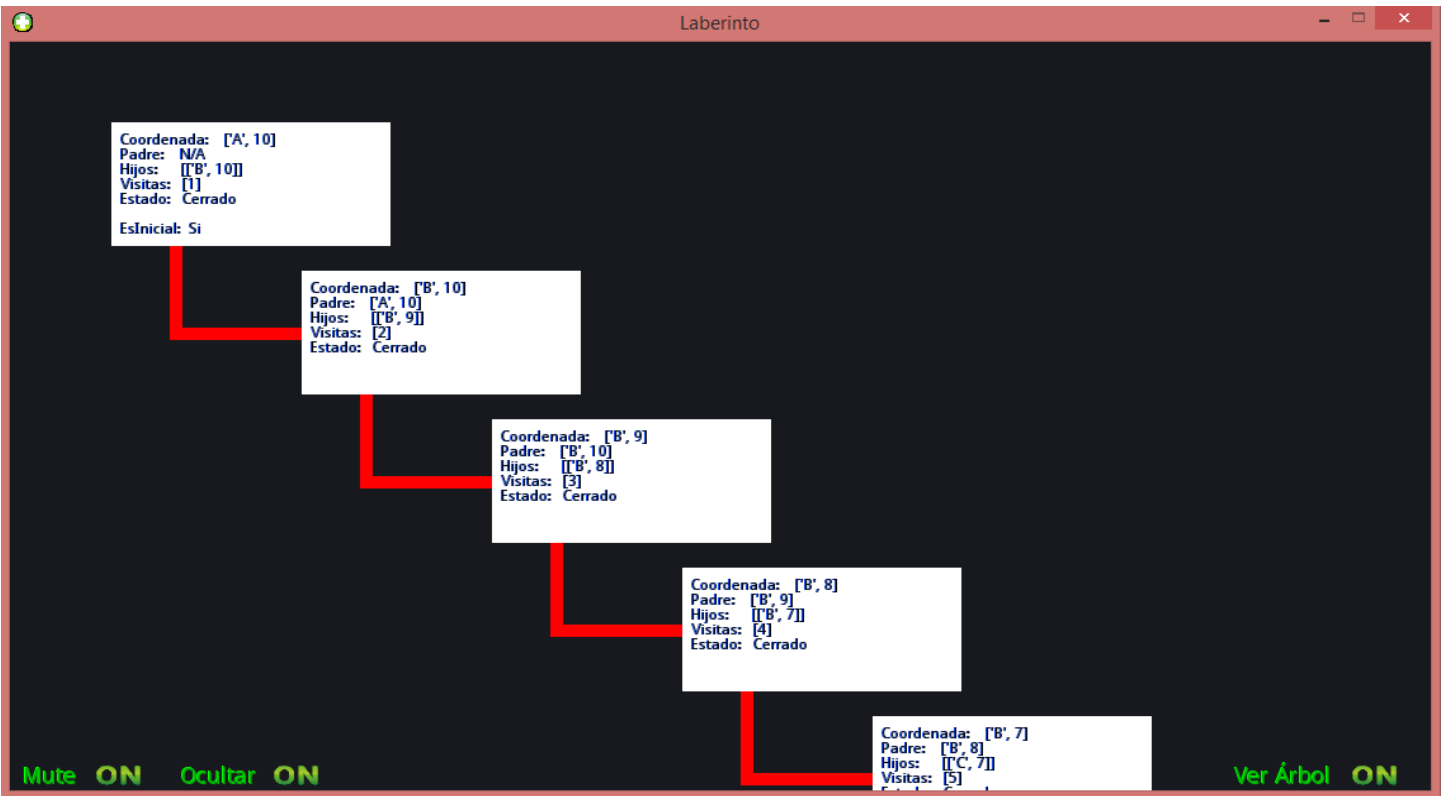 Laberinto
Coordenada: ['A', 10]
Padre: N/A
Hijos: [['B', 10]]
Visitas: [1]
Estado: Cerrado
EsInicial: Si
Coordenada: ['B', 10]
Padre: ['A', 10]
Hijos: [['B', 9]]
Visitas: [2]
Estado: Cerrado
Coordenada: ['B', 9]
Padre: ['B', 10]
Hijos: [['B', 8]]
Visitas: [3]
Estado: Cerrado
Coordenada: ['B', 8]
Padre: ['B', 9]
Hijos: [['B', 7]]
Visitas: [4]
Estado: Cerrado
Coordenada: ['B', 7]
Padre: ['B', 8]
Hijos: [['C', 7]]
Visitas: [5]
Mute ON Ocultar ON Ver Árbol ON